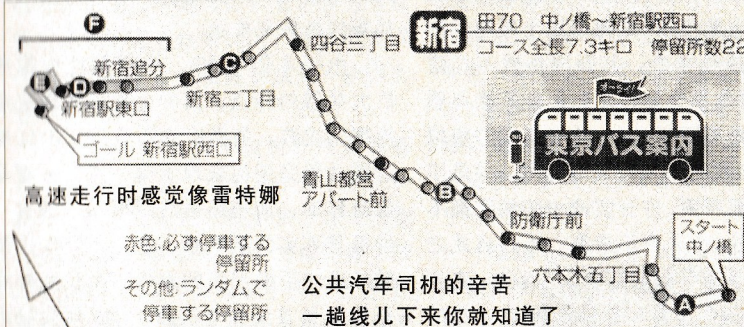 F
新宿 田70 中ノ橋～新宿駅西口
コース全長7.3キロ 停留所数22
オーライ!
東京バス案内
四谷三丁目
C
新宿追分
新宿二丁目
E
D
新宿駅東口
ゴール 新宿駅西口
高速走行时感觉像雷特娜
青山都営
アパート前
B
防衛庁前
スタート
中ノ橋
六本木五丁目
A
赤色:必ず停車する
停留所
その他:ランダムで
停車する停留所
公共汽车司机的辛苦
一趟线儿下来你就知道了